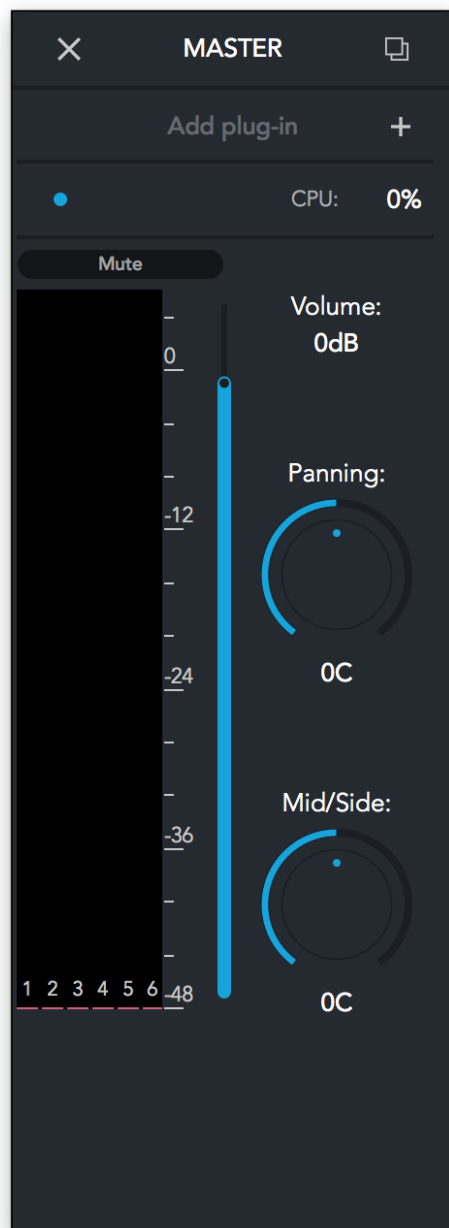 MASTER
Add plug-in +
CPU: 0%
Mute
Volume:
0dB
0
-12
-24
-36
-48
1 2 3 4 5 6
Panning:
0C
Mid/Side:
0C